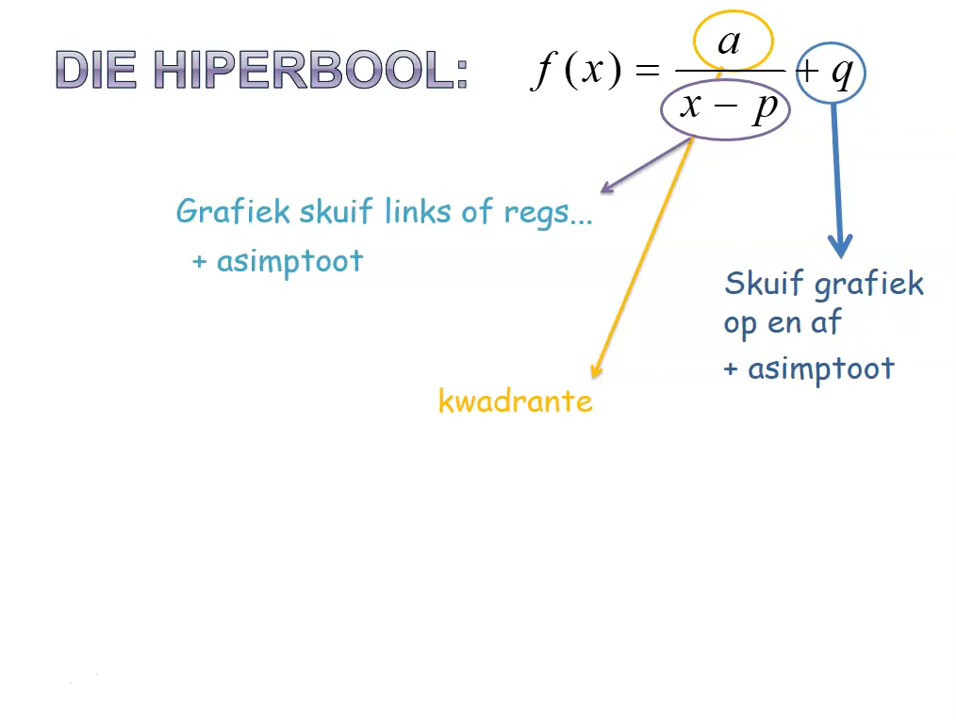 DIE HIPERBOOL:
f(x) = a / (x − p) + q
Grafiek skuif links of regs...
+ asimptoot
Skuif grafiek
op en af
+ asimptoot
kwadrante